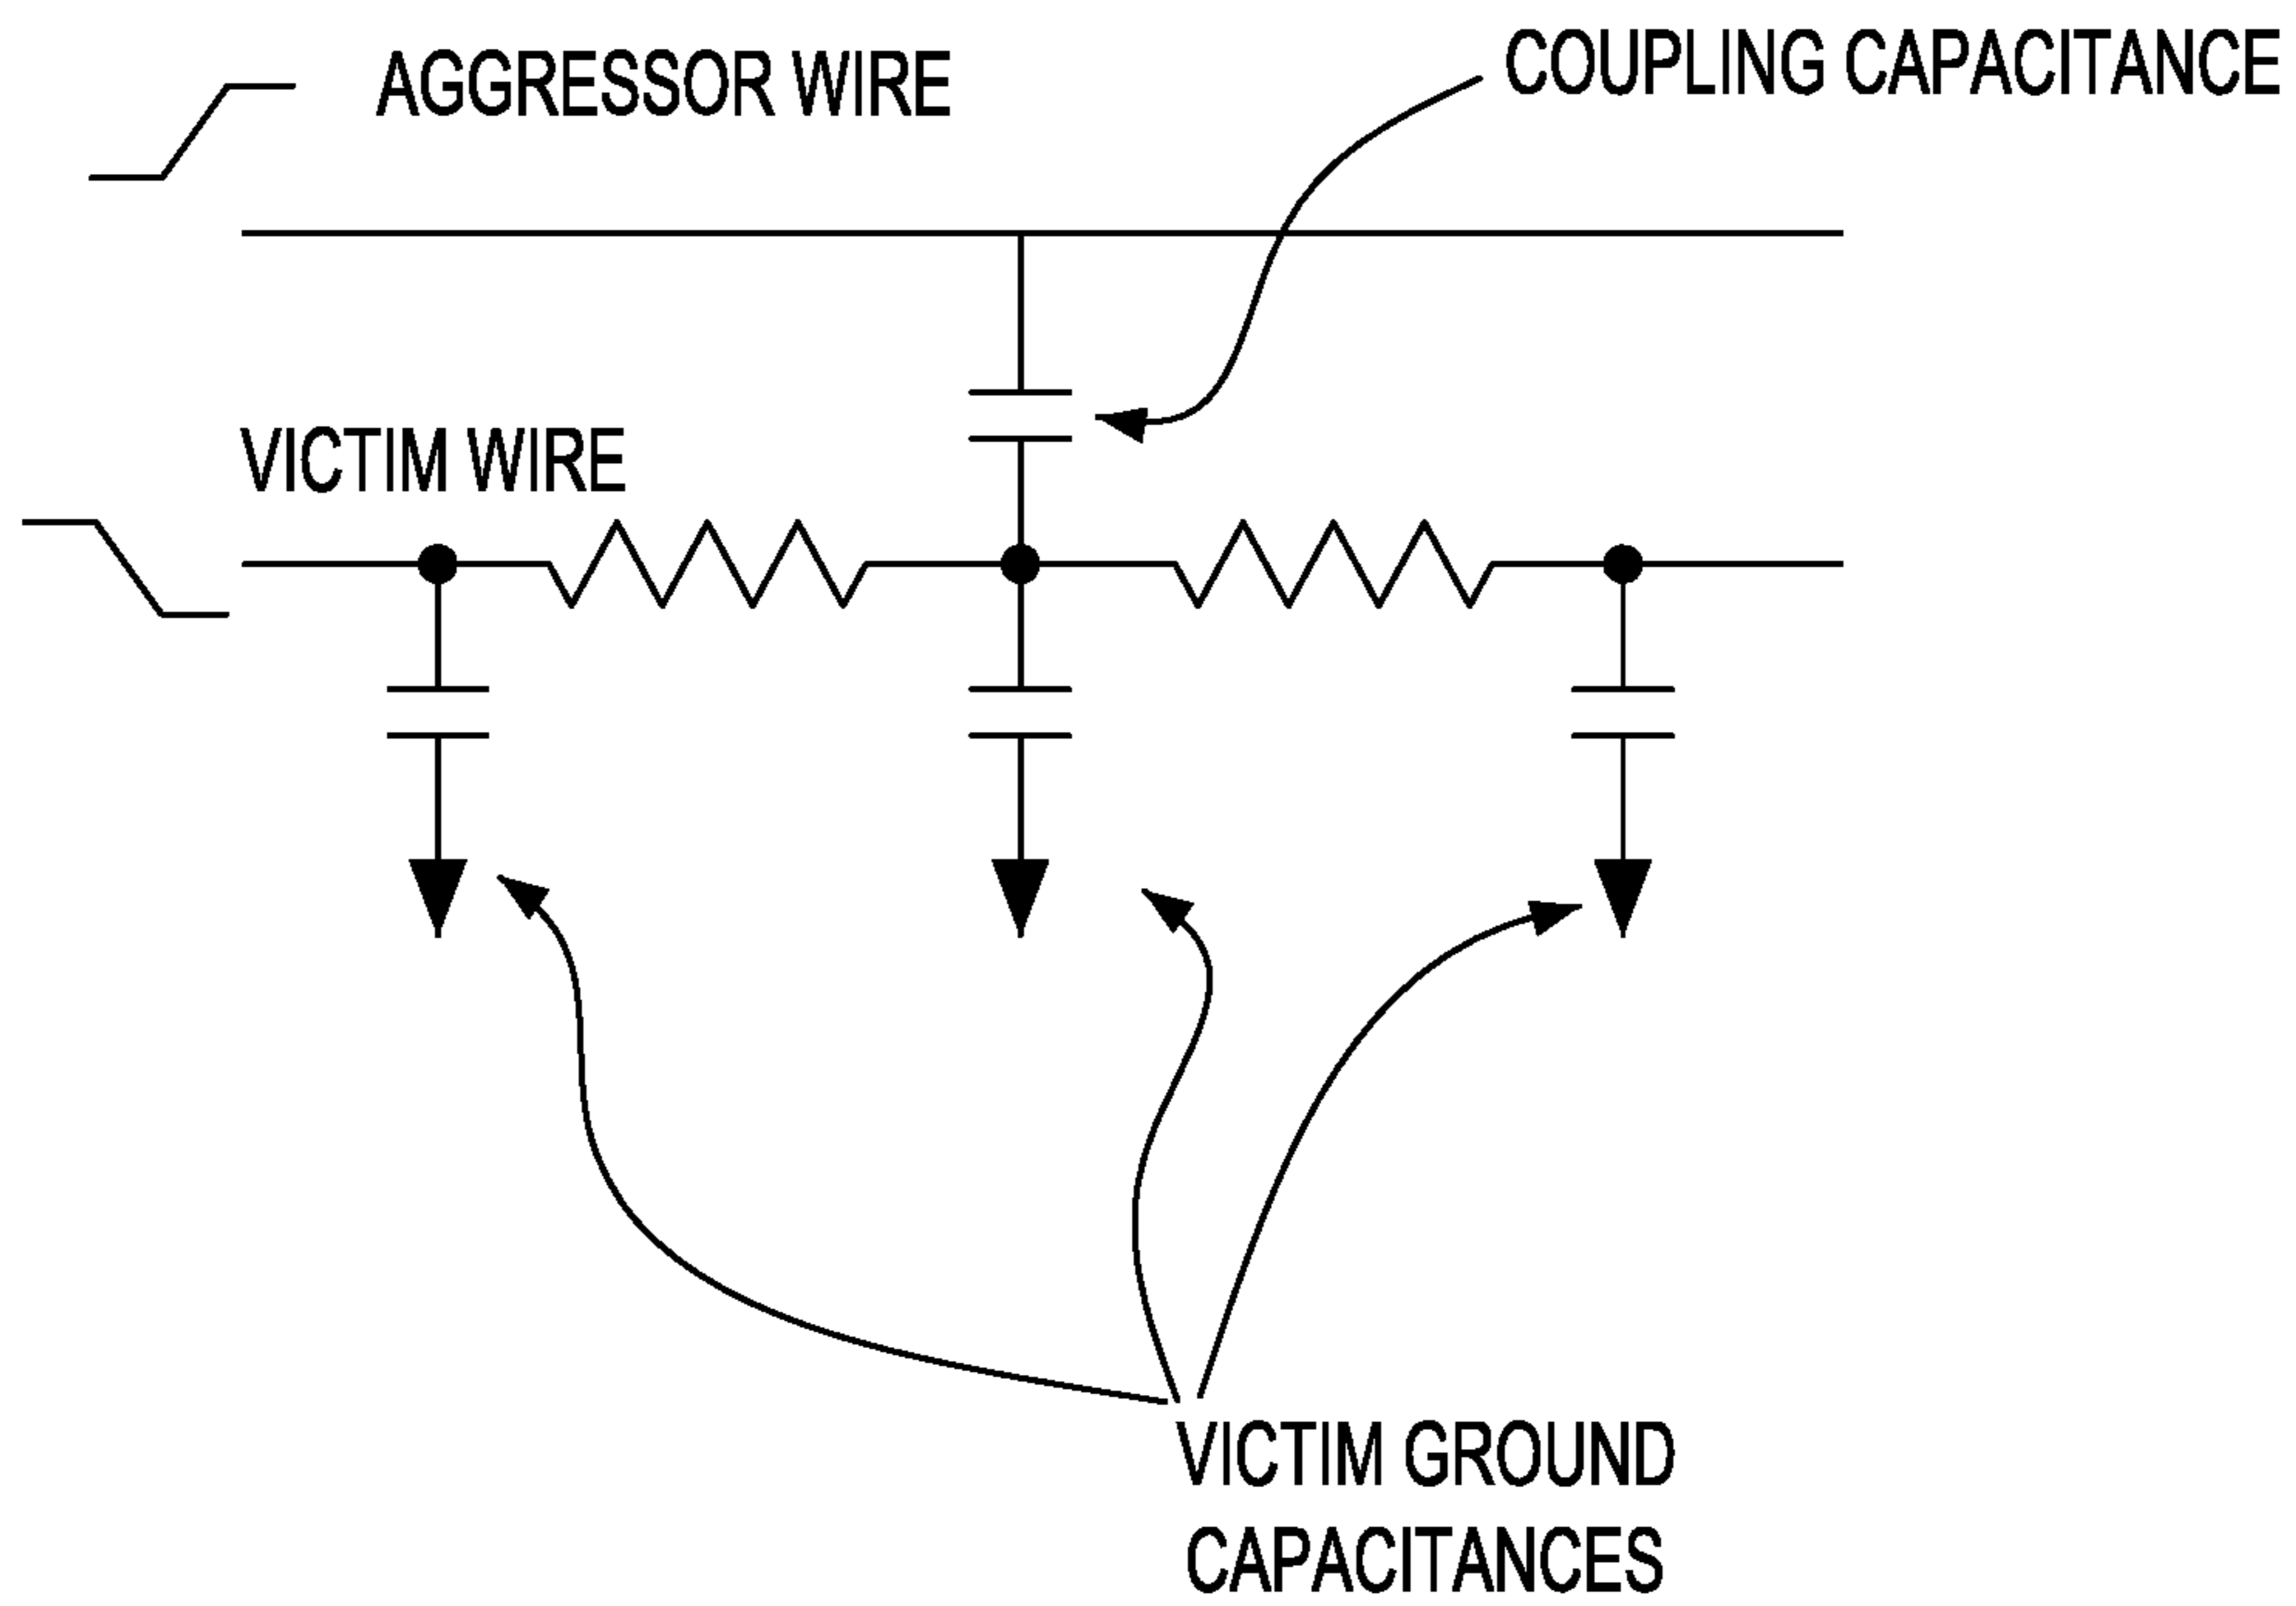 AGGRESSOR WIRE
COUPLING CAPACITANCE
VICTIM WIRE
VICTIM GROUND
CAPACITANCES